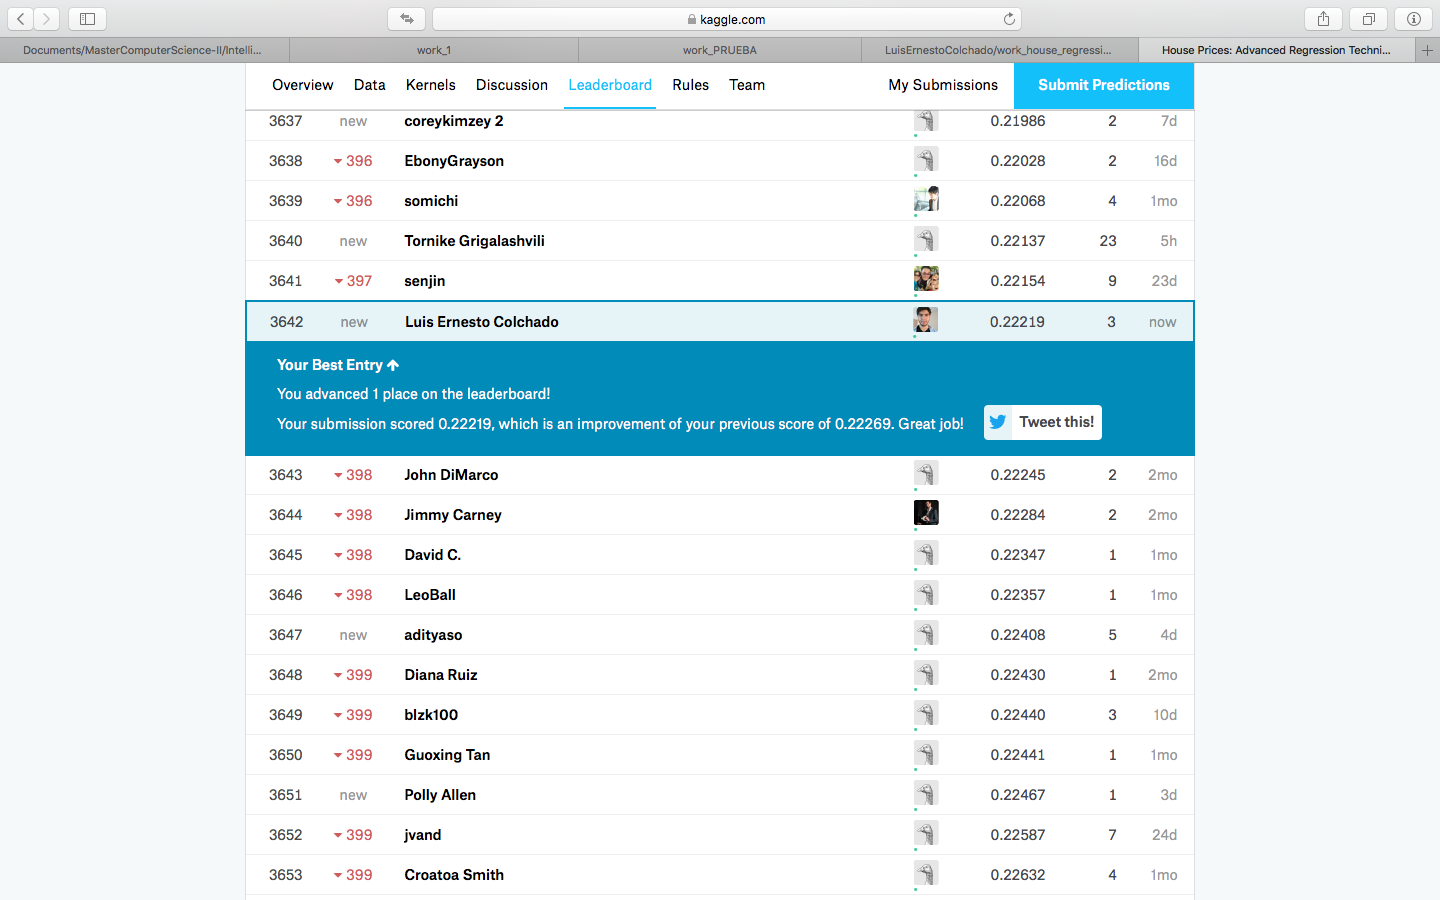 kaggle.com
Documents/MasterComputerScience-II/Intelli... work_1 work_PRUEBA LuisErnestoColchado/work_house_regressi... House Prices: Advanced Regression Techni...
Overview Data Kernels Discussion Leaderboard Rules Team My Submissions Submit Predictions
3637 new coreykimzey 2 0.21986 2 7d
3638 396 EbonyGrayson 0.22028 2 16d
3639 396 somichi 0.22068 4 1mo
3640 new Tornike Grigalashvili 0.22137 23 5h
3641 397 senjin 0.22154 9 23d
3642 new Luis Ernesto Colchado 0.22219 3 now
Your Best Entry
You advanced 1 place on the leaderboard!
Your submission scored 0.22219, which is an improvement of your previous score of 0.22269. Great job! Tweet this!
3643 398 John DiMarco 0.22245 2 2mo
3644 398 Jimmy Carney 0.22284 2 2mo
3645 398 David C. 0.22347 1 1mo
3646 398 LeoBall 0.22357 1 1mo
3647 new adityaso 0.22408 5 4d
3648 399 Diana Ruiz 0.22430 1 2mo
3649 399 blzk100 0.22440 3 10d
3650 399 Guoxing Tan 0.22441 1 1mo
3651 new Polly Allen 0.22467 1 3d
3652 399 jvand 0.22587 7 24d
3653 399 Croatoa Smith 0.22632 4 1mo